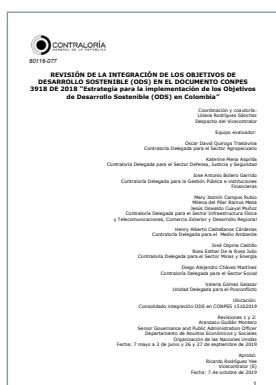 CONTRALORÍA
GENERAL DE LA REPÚBLICA
80116-077
REVISIÓN DE LA INTEGRACIÓN DE LOS OBJETIVOS DE
DESARROLLO SOSTENIBLE (ODS) EN EL DOCUMENTO CONPES
3918 DE 2018 "Estrategia para la implementación de los Objetivos
de Desarrollo Sostenible (ODS) en Colombia"
Coordinación y coautoría:
Liliana Rodríguez Sánchez
Despacho del Vicecontralor
Equipo evaluador:
Oscar David Quiroga Traslavina
Contraloría Delegada para el Sector Agropecuario
Katerine Mena Asprilla
Contraloría Delegada para el Sector Defensa, Justicia y Seguridad
Jose Antonio Botero Garrido
Contraloría Delegada para la Gestión Pública e instituciones
Financieras
Mary Jasmín Campos Rubio
Milena del Pilar Ramos Mesa
Jesús Oswaldo Cuayal Muñoz
Contraloría Delegada para el Sector Infraestructura Física
y Telecomunicaciones, Comercio Exterior y Desarrollo Regional
Henry Alberto Castellanos Cárdenas
Contraloría Delegada para el Medio Ambiente
José Ospina Castillo
Rosa Esther De la Rosa Julio
Contraloría Delegada para el Sector Minas y Energía
Diego Alejandro Chávez Martínez
Contraloría Delegada para el Sector Social
Valeria Gómez Salazar
Unidad Delegada para el Posconflicto
Ubicación:
Consolidado integración ODS en CONPES 15102019
Revisiones 1 y 2:
Aranzazu Guillán Montero
Senior Governance and Public Administration Officer
Departamento de Asuntos Económicos y Sociales
Organización de las Naciones Unidas
Fecha: 7 mayo a 3 de junio y 26 y 27 de septiembre de 2019
Aprobó:
Ricardo Rodríguez Yee
Vicecontralor (E)
Fecha: 7 de octubre de 2019
1